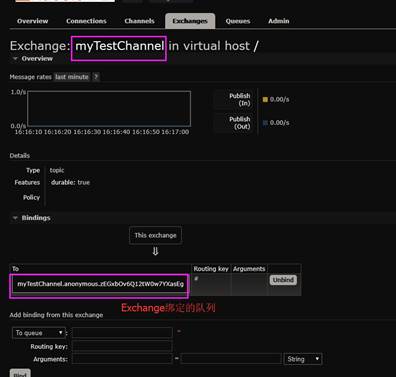 Overview Connections Channels Exchanges Queues Admin
Exchange: myTestChannel in virtual host /
Overview
Message rates last minute ?
1.0/s
0.0/s
16:16:10 16:16:20 16:16:30 16:16:40 16:16:50 16:17:00
Publish (In) 0.00/s
Publish (Out) 0.00/s
Details
Type topic
Features durable: true
Policy
Bindings
This exchange
⇓
To Routing key Arguments
myTestChannel.anonymous.zEGxbOv6Q12tW0w7YXasEg # Unbind
Exchange绑定的队列
Add binding from this exchange
To queue : *
Routing key:
Arguments: = String
Bind